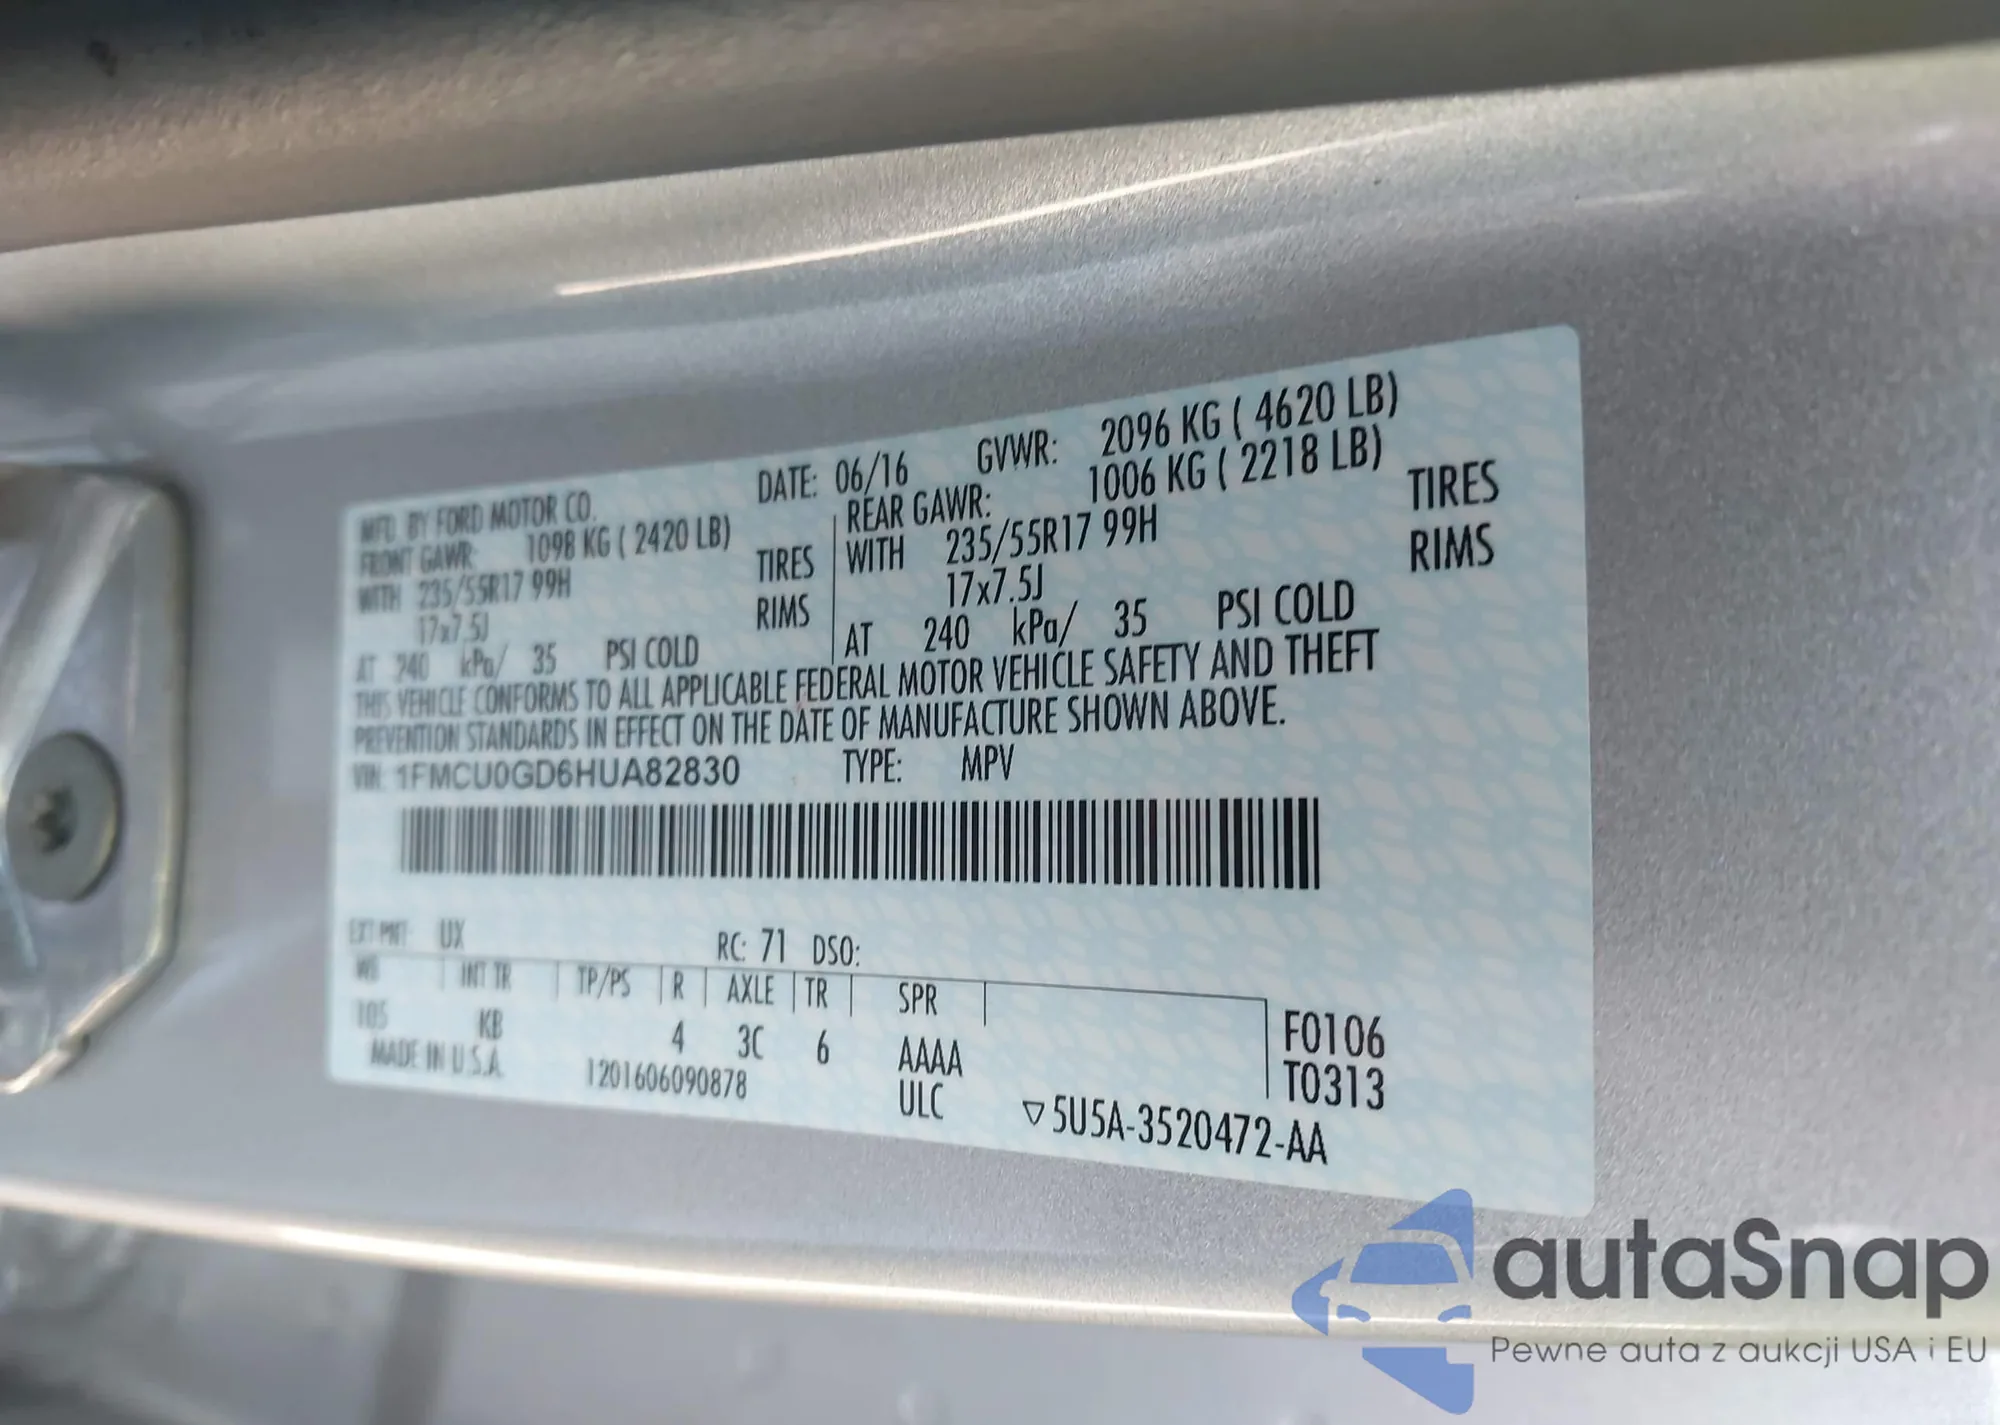 MFD. BY FORD MOTOR CO. DATE: 06/16 GVWR: 2096 KG ( 4620 LB)
FRONT GAWR: 1098 KG ( 2420 LB) REAR GAWR: 1006 KG ( 2218 LB)
WITH 235/55R17 99H TIRES WITH 235/55R17 99H TIRES
17x7.5J RIMS 17x7.5J RIMS
AT 240 kPa/ 35 PSI COLD AT 240 kPa/ 35 PSI COLD
THIS VEHICLE CONFORMS TO ALL APPLICABLE FEDERAL MOTOR VEHICLE SAFETY AND THEFT
PREVENTION STANDARDS IN EFFECT ON THE DATE OF MANUFACTURE SHOWN ABOVE.
VIN: 1FMCU0GD6HUA82830 TYPE: MPV
EXT PNT: UX RC: 71 DSO:
WB INT TR TP/PS R AXLE TR SPR
105 KB 4 3C 6 AAAA F0106
MADE IN U.S.A. 1201606090878 ULC T0313
▽5U5A-3520472-AA
autaSnap
Pewne auta z aukcji USA i EU